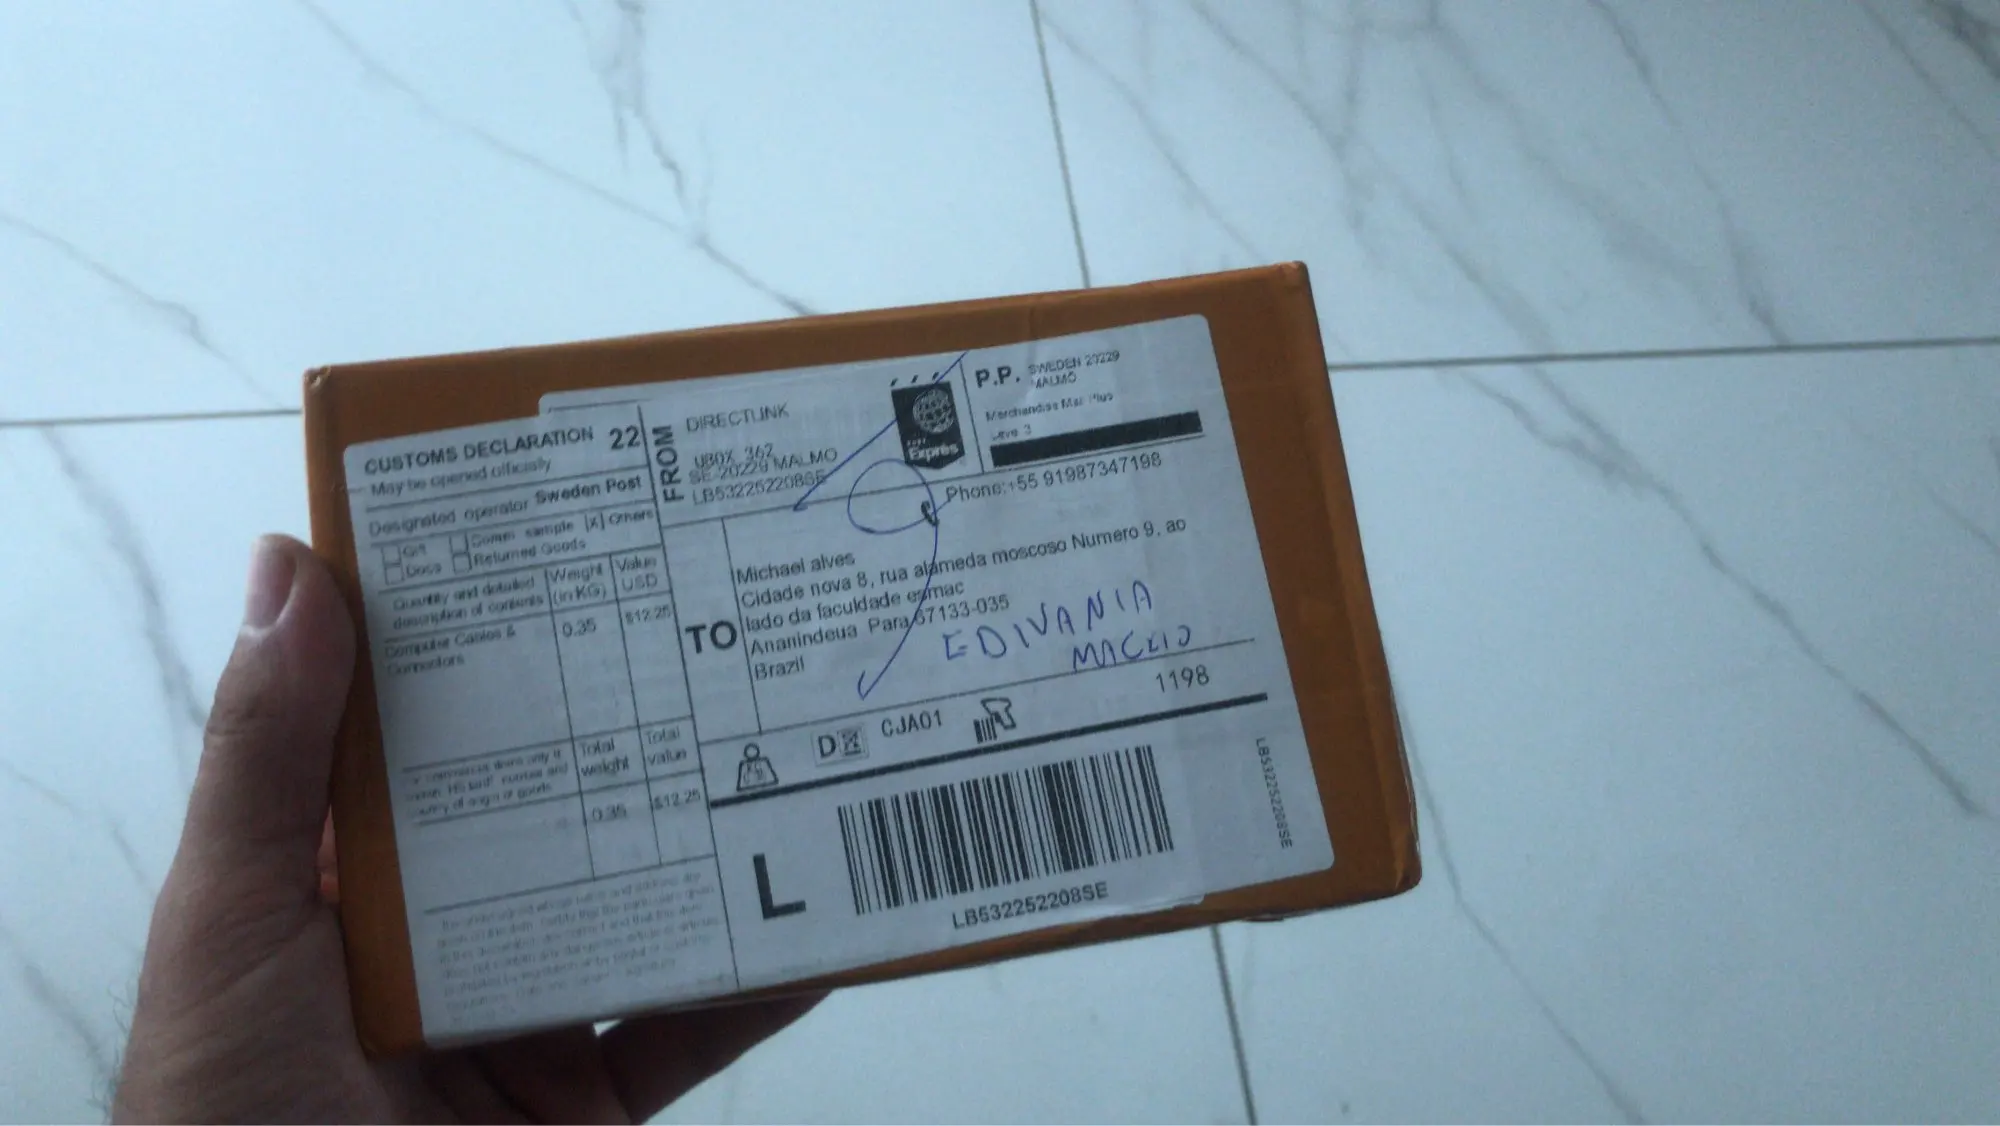 CUSTOMS DECLARATION 22
May be opened officially
Designated operator Sweden Post
Gift Comm sample [X] Others
Docs Returned Goods
Quantity and detailed description of contents
Weight (in KG)
Value USD
Computer Cables & Connectors
0.35
$12.25
Total weight
Total value
0.35
$12.25
FROM
DIRECTLINK
UBOX 362
SE-20229 MALMO
LB532252208SE
Exprès
P.P. SWEDEN 20229
MALMÖ
Merchandise Mail Plus
Phone:+55 91987347198
TO
Michael alves
Cidade nova 8, rua alameda moscoso Numero 9, ao
lado da faculdade esmac
Ananindeua Para 67133-035
Brazil
EDIVANIA
D CJA01
1198
L
LB532252208SE
LB532252208SE